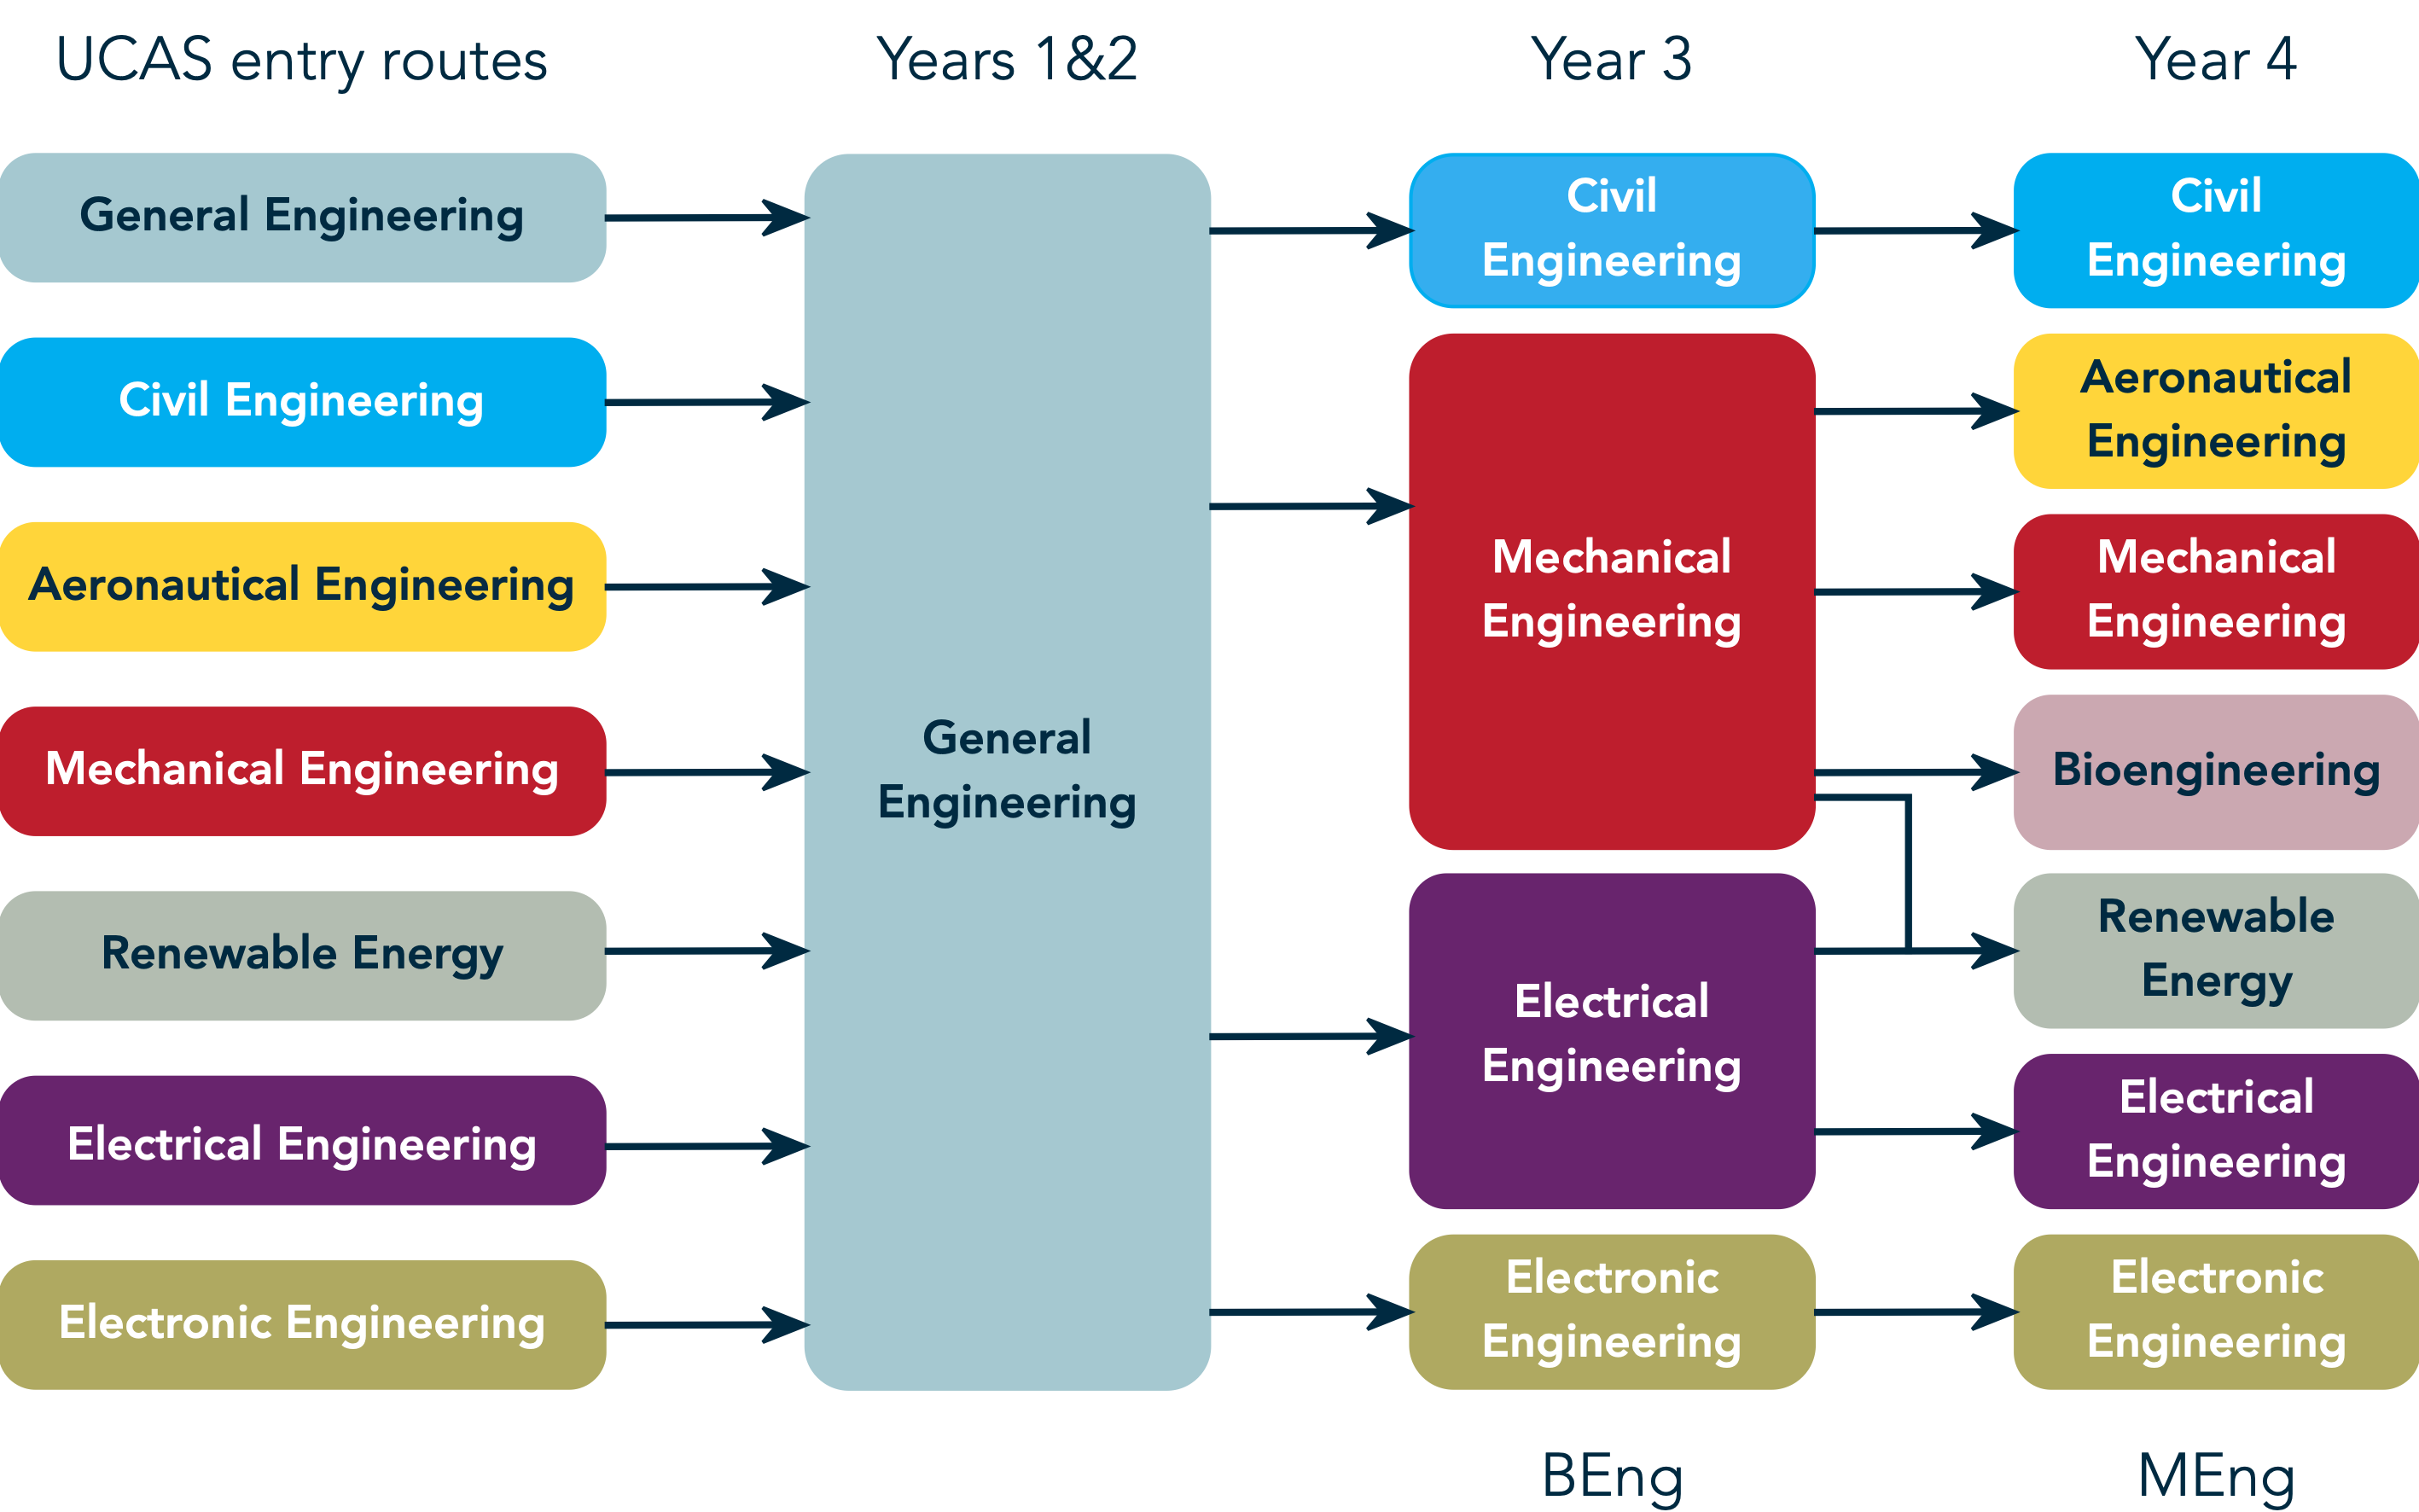 UCAS entry routes
Years 1&2
Year 3
Year 4
General Engineering
Civil Engineering
Aeronautical Engineering
Mechanical Engineering
Renewable Energy
Electrical Engineering
Electronic Engineering
General
Engineering
Civil
Engineering
Mechanical
Engineering
Electrical
Engineering
Electronic
Engineering
Civil
Engineering
Aeronautical
Engineering
Mechanical
Engineering
Bioengineering
Renewable
Energy
Electrical
Engineering
Electronic
Engineering
BEng
MEng